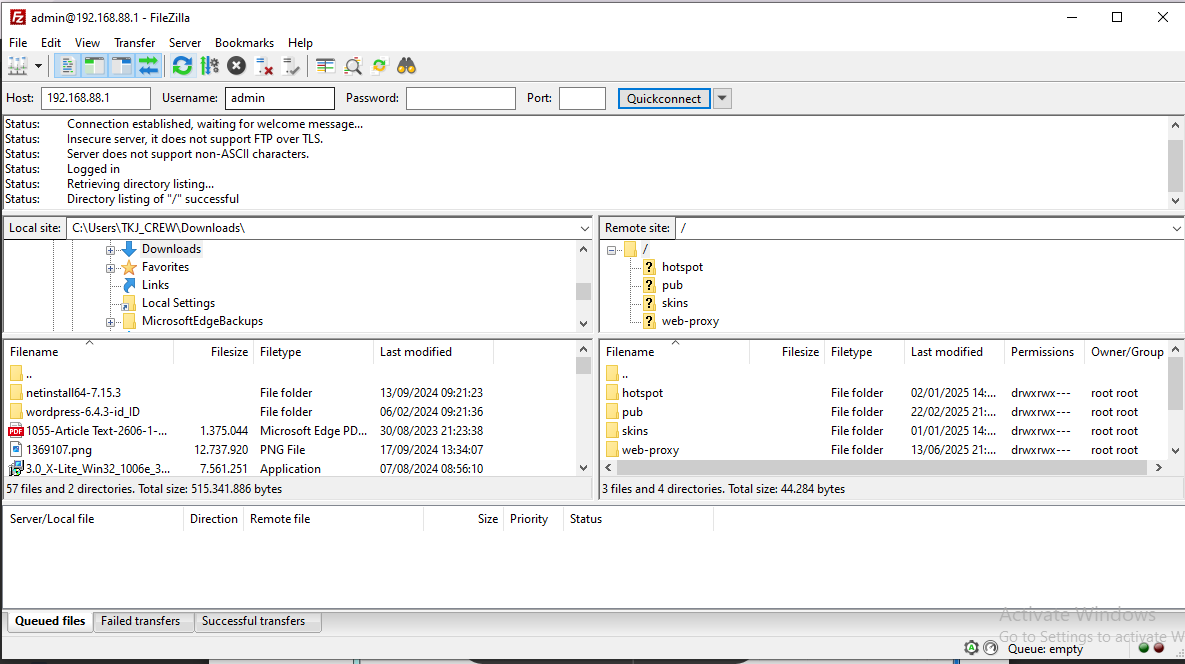 admin@192.168.88.1 - FileZilla
File Edit View Transfer Server Bookmarks Help
Host: 192.168.88.1 Username: admin Password: Port: Quickconnect
Status: Connection established, waiting for welcome message...
Status: Insecure server, it does not support FTP over TLS.
Status: Server does not support non-ASCII characters.
Status: Logged in
Status: Retrieving directory listing...
Status: Directory listing of "/" successful
Local site: C:\Users\TKJ_CREW\Downloads\
Downloads
Favorites
Links
Local Settings
MicrosoftEdgeBackups
Filename Filesize Filetype Last modified
..
netinstall64-7.15.3 File folder 13/09/2024 09:21:23
wordpress-6.4.3-id_ID File folder 06/02/2024 09:21:36
PDF 1055-Article Text-2606-1-... 1.375.044 Microsoft Edge PD... 30/08/2023 21:23:38
1369107.png 12.737.920 PNG File 17/09/2024 13:34:07
3.0_X-Lite_Win32_1006e_3... 7.561.251 Application 07/08/2024 08:56:10
57 files and 2 directories. Total size: 515.341.886 bytes
Remote site: /
/
? hotspot
? pub
? skins
? web-proxy
Filename Filesize Filetype Last modified Permissions Owner/Group
..
hotspot File folder 02/01/2025 14:... drwxrwx--- root root
pub File folder 22/02/2025 21:... drwxrwx--- root root
skins File folder 01/01/2025 14:... drwxrwx--- root root
web-proxy File folder 13/06/2025 21:... drwxrwx--- root root
3 files and 4 directories. Total size: 44.284 bytes
Server/Local file Direction Remote file Size Priority Status
Queued files Failed transfers Successful transfers
Activate Windows
Go to Settings to activate W
Queue: empty